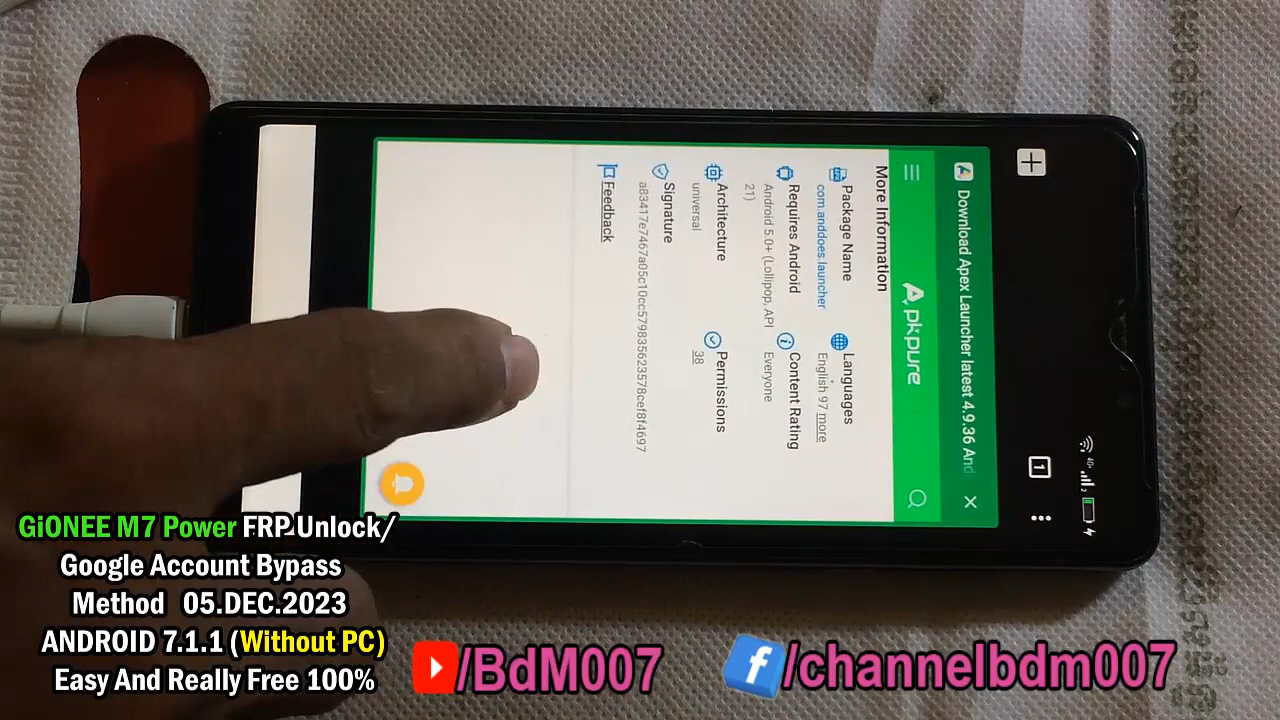 Download Apex Launcher latest 4.9.36 And
Apkpure
More Information
Package Name
com.anddoes.launcher
Languages
English 97 more
Requires Android
Android 5.0+ (Lollipop, API
21)
Content Rating
Everyone
Architecture
universal
Permissions
38
Signature
a83417e7467a05c10cc579835623578cef8f4697
Feedback
1
GiONEE M7 Power FRP Unlock/
Google Account Bypass
Method 05.DEC.2023
ANDROID 7.1.1 (Without PC)
Easy And Really Free 100%
/BdM007
/channelbdm007